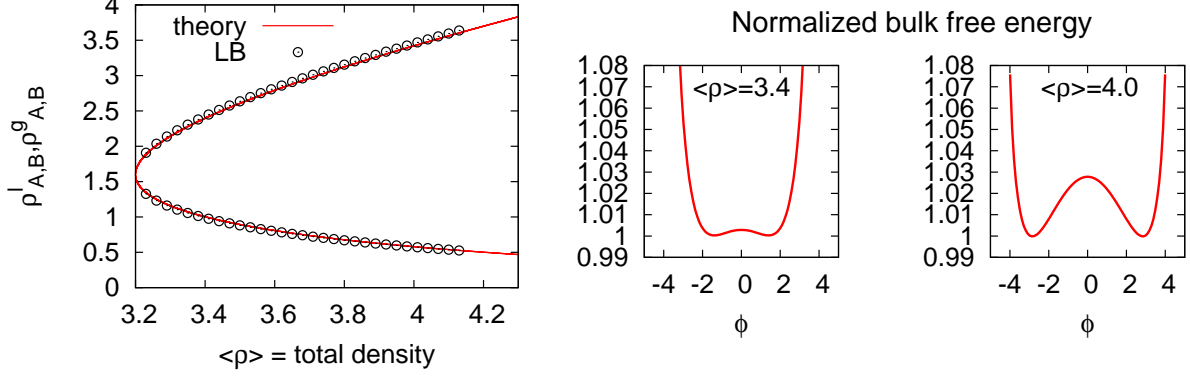 4
3.5
3
2.5
2
1.5
1
0.5
0
3.2 3.4 3.6 3.8 4 4.2
theory
LB
ρ^l_A,B,ρ^g_A,B
<ρ> = total density
Normalized bulk free energy
1.08
1.07
1.06
1.05
1.04
1.03
1.02
1.01
1
0.99
<ρ>=3.4
-4 -2 0 2 4
ϕ
1.08
1.07
1.06
1.05
1.04
1.03
1.02
1.01
1
0.99
<ρ>=4.0
-4 -2 0 2 4
ϕ